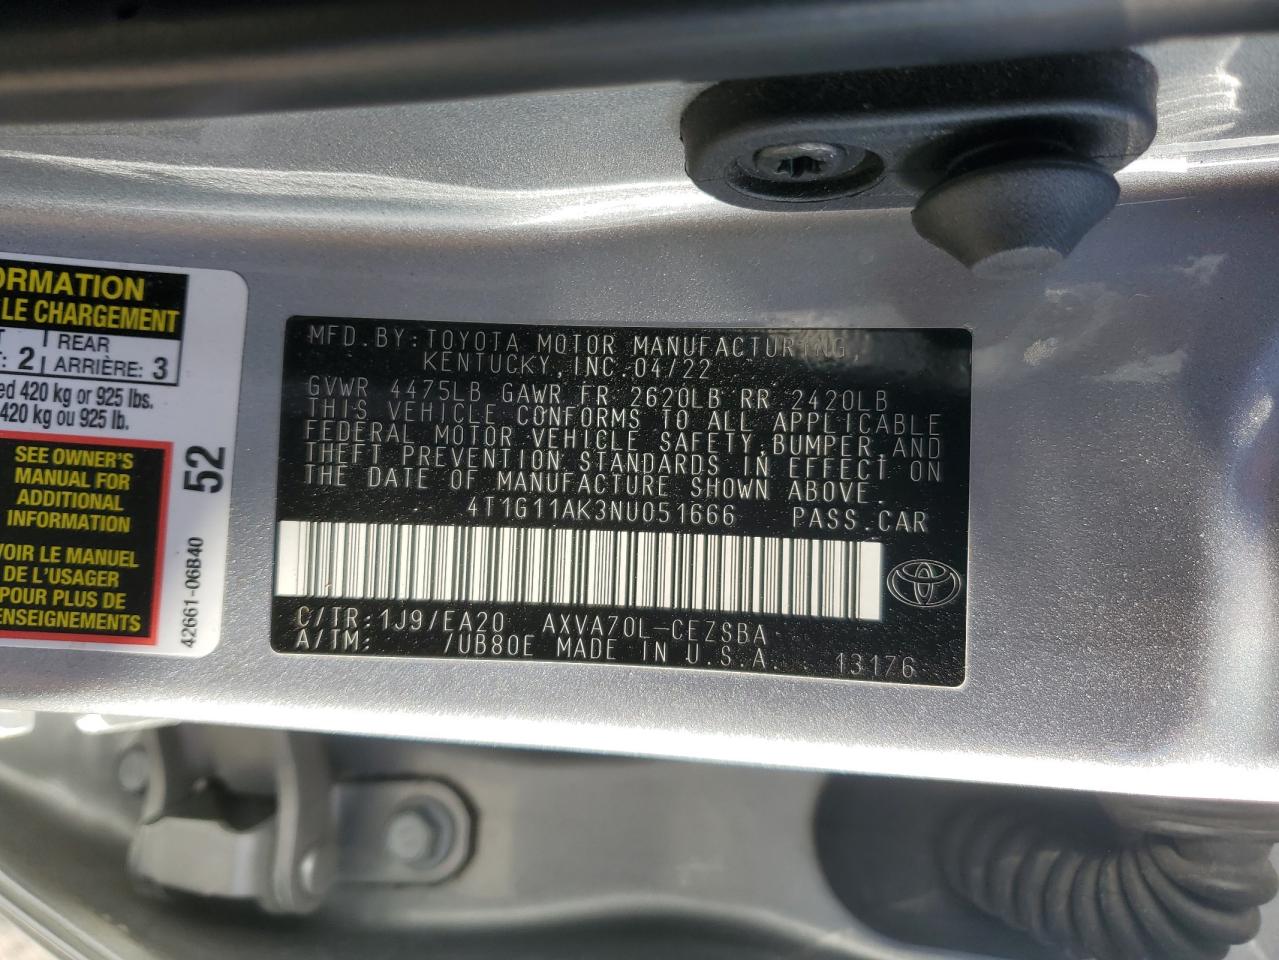 ORMATION
LE CHARGEMENT
T : 2 REAR ARRIÈRE: 3
ed 420 kg or 925 lbs.
420 kg ou 925 lb.
SEE OWNER'S
MANUAL FOR
ADDITIONAL
INFORMATION
VOIR LE MANUEL
DE L'USAGER
POUR PLUS DE
ENSEIGNEMENTS
52
42661-06B40
MFD.BY:TOYOTA MOTOR MANUFACTURING
KENTUCKY,INC.04/22
GVWR 4475LB GAWR FR 2620LB RR 2420LB
THIS VEHICLE CONFORMS TO ALL APPLICABLE
FEDERAL MOTOR VEHICLE SAFETY,BUMPER,AND
THEFT PREVENTION STANDARDS IN EFFECT ON
THE DATE OF MANUFACTURE SHOWN ABOVE.
4T1G11AK3NU051666 PASS.CAR
C/TR:1J9/EA20 AXVA70L-CEZSBA
A/TM: /UB80E MADE IN U.S.A. 13176